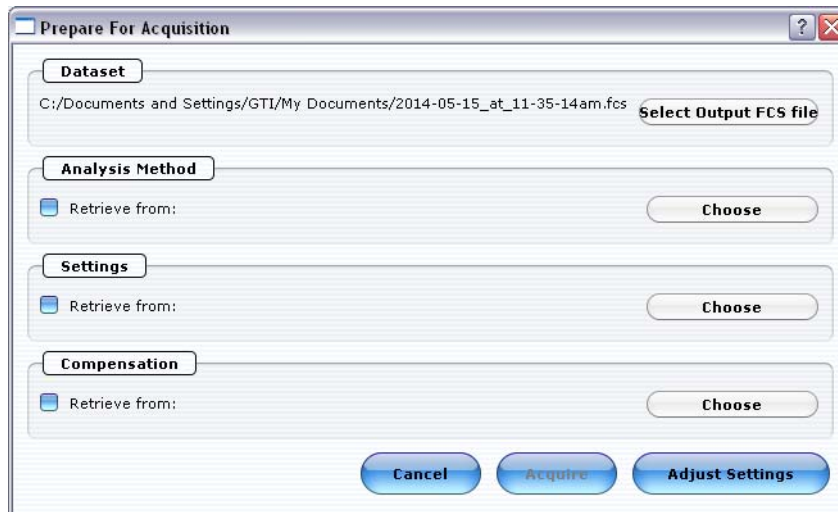 Prepare For Acquisition
Dataset
C:/Documents and Settings/GTI/My Documents/2014-05-15_at_11-35-14am.fcs
Select Output FCS file
Analysis Method
Retrieve from:
Choose
Settings
Retrieve from:
Choose
Compensation
Retrieve from:
Choose
Cancel
Acquire
Adjust Settings